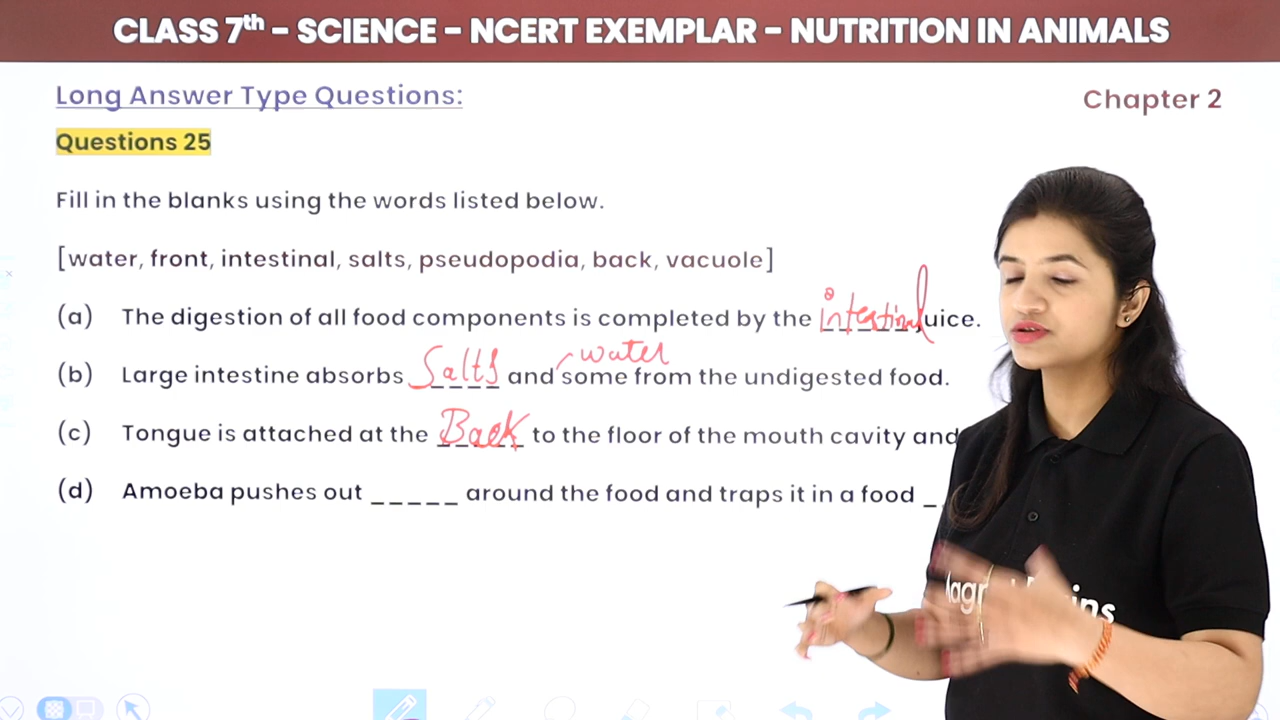 CLASS 7th - SCIENCE - NCERT EXEMPLAR - NUTRITION IN ANIMALS
Long Answer Type Questions:
Chapter 2
Questions 25
Fill in the blanks using the words listed below.
[water, front, intestinal, salts, pseudopodia, back, vacuole]
(a) The digestion of all food components is completed by the intestinal juice.
water
(b) Large intestine absorbs Salts and some from the undigested food.
(c) Tongue is attached at the Back to the floor of the mouth cavity and
(d) Amoeba pushes out _____ around the food and traps it in a food _